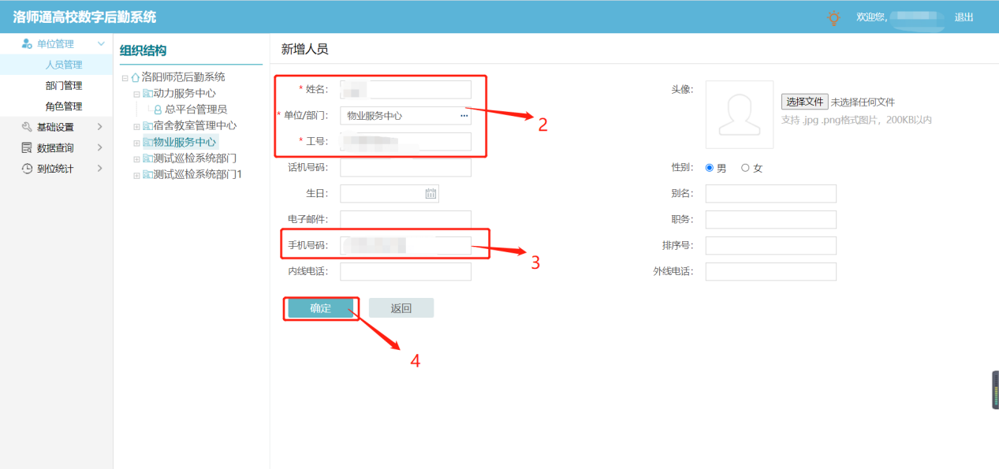 洛师通高校数字后勤系统
欢迎您,
退出
单位管理
人员管理
部门管理
角色管理
基础设置
数据查询
到位统计
组织结构
洛阳师范后勤系统
动力服务中心
总平台管理员
宿舍教室管理中心
物业服务中心
测试巡检系统部门
测试巡检系统部门1
新增人员
* 姓名:
* 单位/部门: 物业服务中心 ...
2
* 工号:
话机号码:
生日:
电子邮件:
手机号码:
3
内线电话:
确定 返回
4
头像:
选择文件 未选择任何文件
支持 .jpg .png格式图片，200KB以内
性别: 男 女
别名:
职务:
排序号:
外线电话: